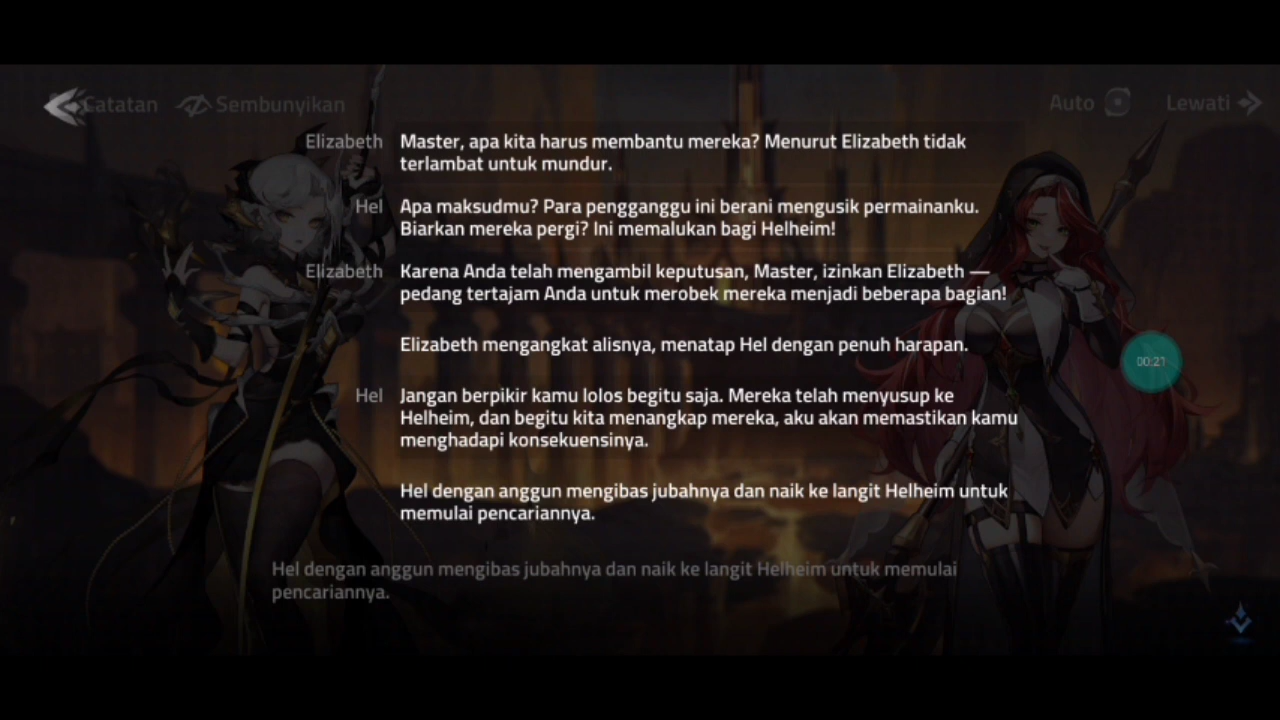 Catatan
Sembunyikan
Auto
Lewati
Elizabeth
Master, apa kita harus membantu mereka? Menurut Elizabeth tidak
terlambat untuk mundur.
Hel
Apa maksudmu? Para pengganggu ini berani mengusik permainanku.
Biarkan mereka pergi? Ini memalukan bagi Helheim!
Elizabeth
Karena Anda telah mengambil keputusan, Master, izinkan Elizabeth —
pedang tertajam Anda untuk merobek mereka menjadi beberapa bagian!
Elizabeth mengangkat alisnya, menatap Hel dengan penuh harapan.
00:21
Hel
Jangan berpikir kamu lolos begitu saja. Mereka telah menyusup ke
Helheim, dan begitu kita menangkap mereka, aku akan memastikan kamu
menghadapi konsekuensinya.
Hel dengan anggun mengibas jubahnya dan naik ke langit Helheim untuk
memulai pencariannya.
Hel dengan anggun mengibas jubahnya dan naik ke langit Helheim untuk memulai
pencariannya.